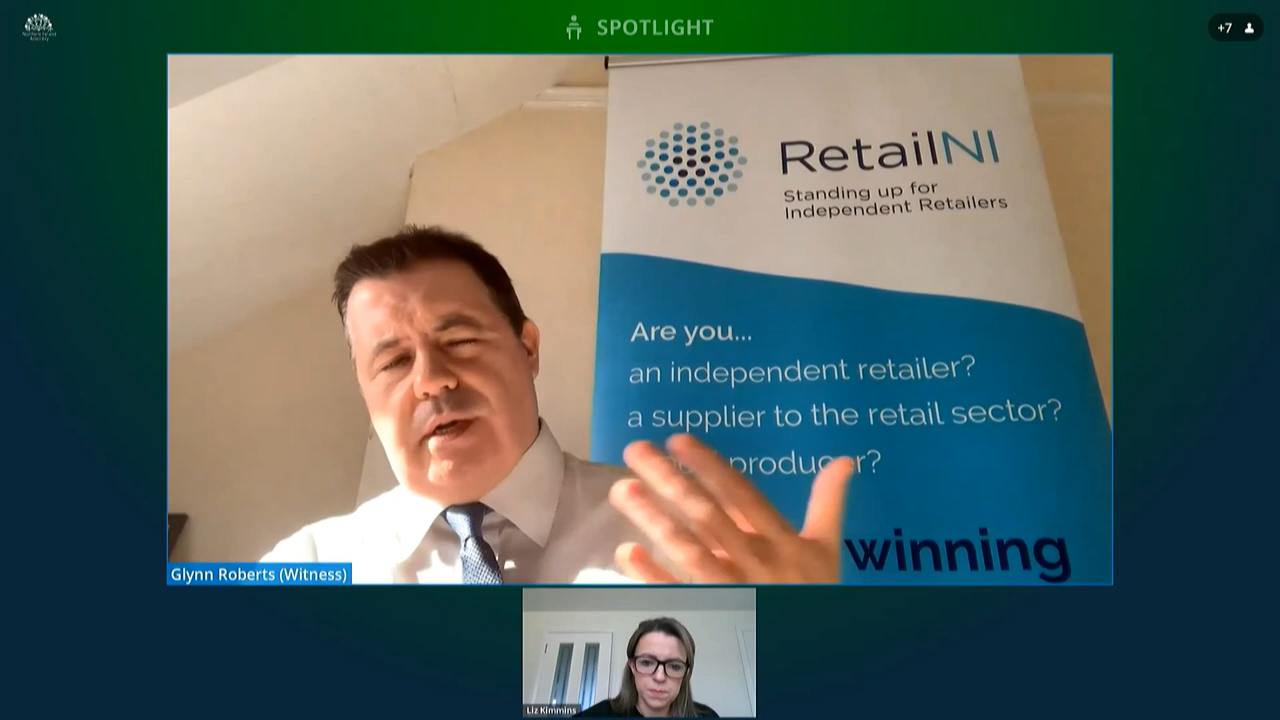 SPOTLIGHT
+7
RetailNI
Standing up for
Independent Retailers
Are you...
an independent retailer?
a supplier to the retail sector?
producer?
winning
Glynn Roberts (Witness)
Liz Kimmins